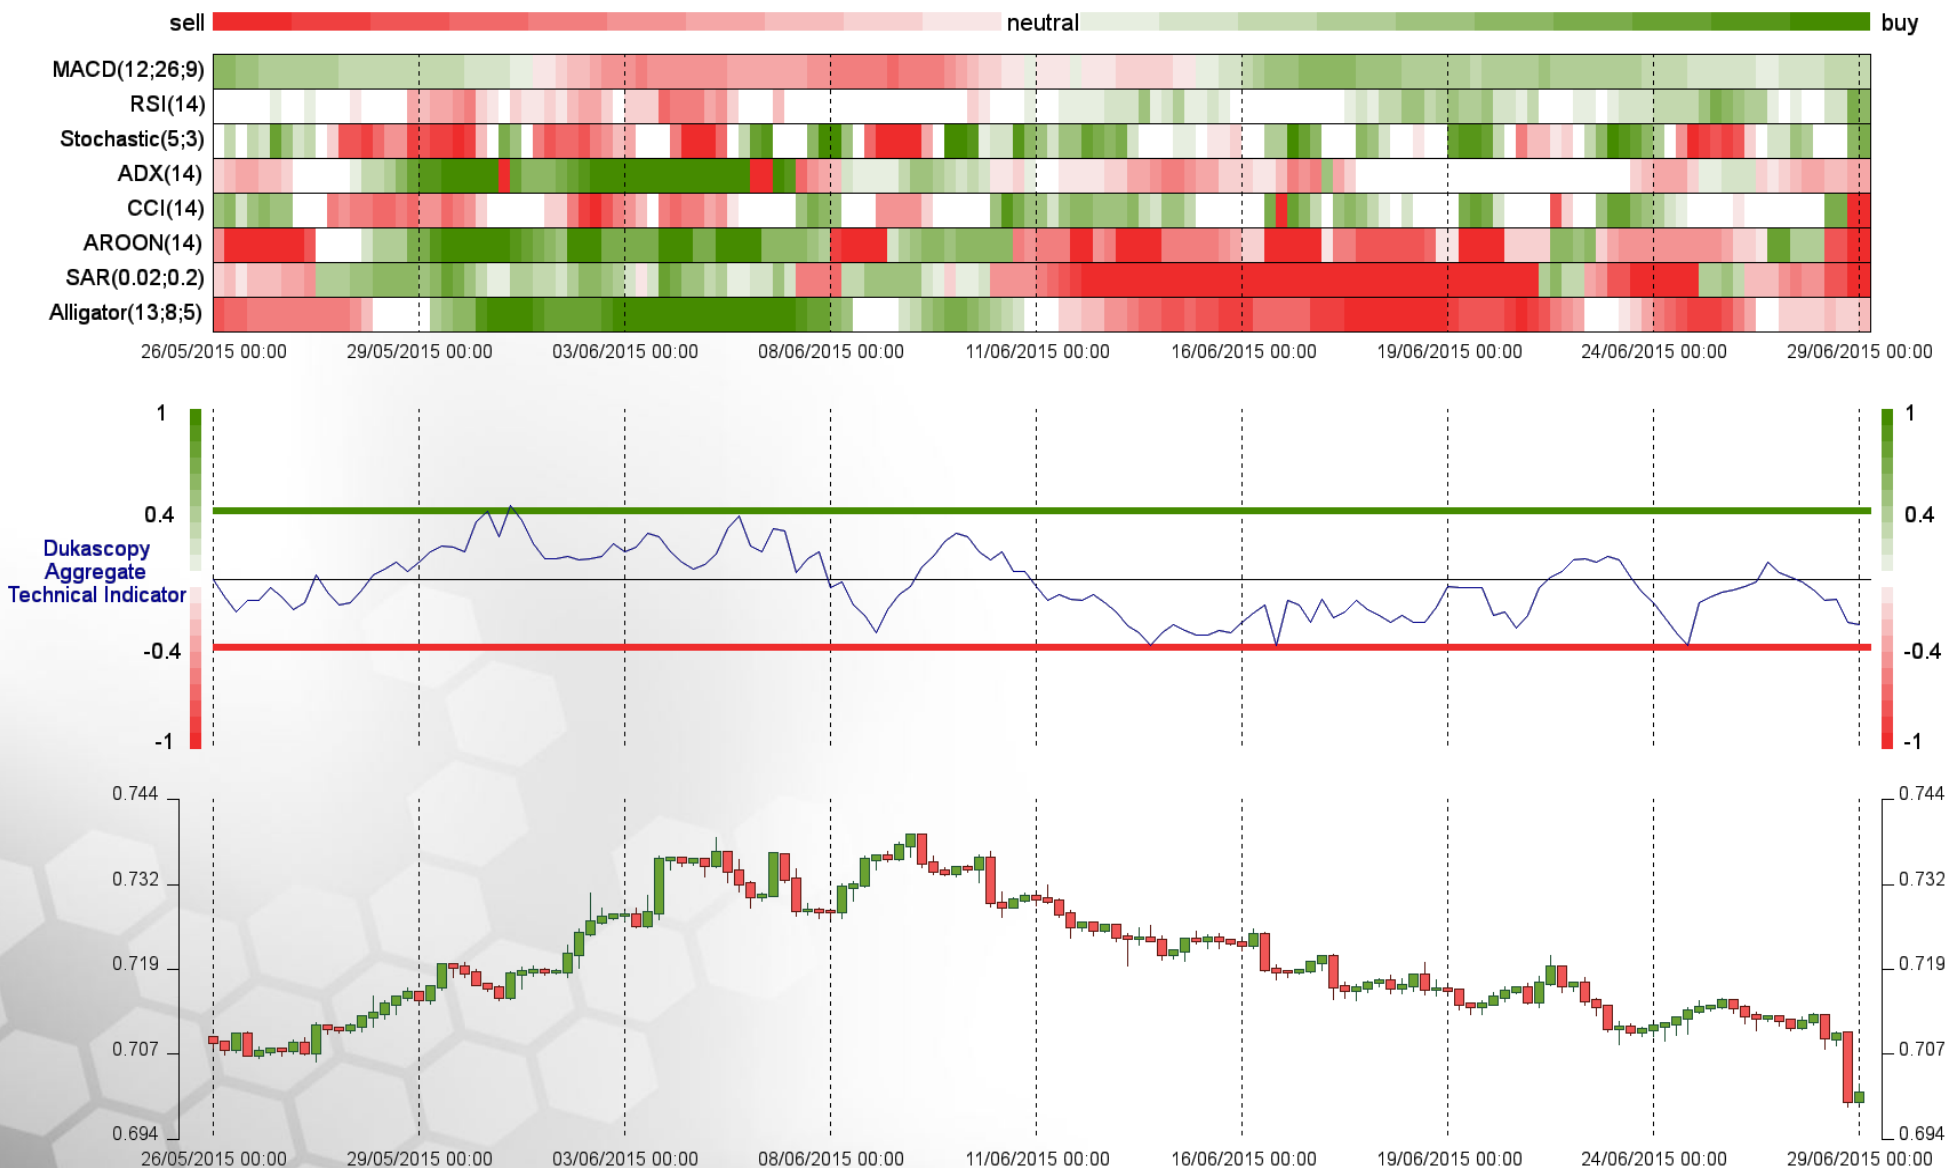 sell neutral buy
MACD(12;26;9)
RSI(14)
Stochastic(5;3)
ADX(14)
CCI(14)
AROON(14)
SAR(0.02;0.2)
Alligator(13;8;5)
26/05/2015 00:00 29/05/2015 00:00 03/06/2015 00:00 08/06/2015 00:00 11/06/2015 00:00 16/06/2015 00:00 19/06/2015 00:00 24/06/2015 00:00 29/06/2015 00:00
1 1
0.4 0.4
Dukascopy
Aggregate
Technical Indicator
-0.4 -0.4
-1 -1
0.744 0.744
0.732 0.732
0.719 0.719
0.707 0.707
0.694 0.694
26/05/2015 00:00 29/05/2015 00:00 03/06/2015 00:00 08/06/2015 00:00 11/06/2015 00:00 16/06/2015 00:00 19/06/2015 00:00 24/06/2015 00:00 29/06/2015 00:00